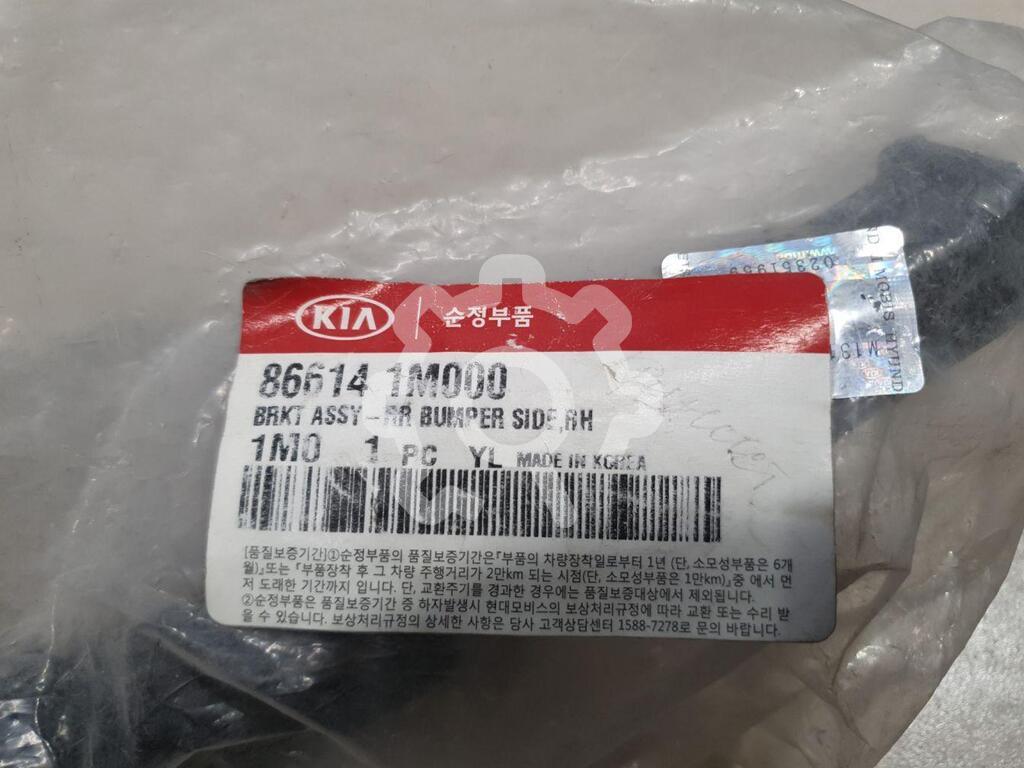 KIA 순정부품
86614 1M000
BRKT ASSY-RR BUMPER SIDE,RH
1M0 1 PC YL MADE IN KOREA
[품질보증기간]①순정부품의 품질보증기간은「부품의 차량장착일로부터 1년 (단, 소모성부품은 6개
월)」또는 「부품장착 후 그 차량 주행거리가 2만km 되는 시점(단, 소모성부품은 1만km)」중 에서 먼
저 도래한 기간까지 입니다. 단, 교환주기를 경과한 경우에는 품질보증대상에서 제외됩니다.
②순정부품은 품질보증기간 중 하자발생시 현대모비스의 보상처리규정에 따라 교환 또는 수리 받
을 수 있습니다. 보상처리규정의 상세한 사항은 당사 고객상담센터 1588-7278로 문의 바랍니다.
MOBIS HYUND
02351959
M131